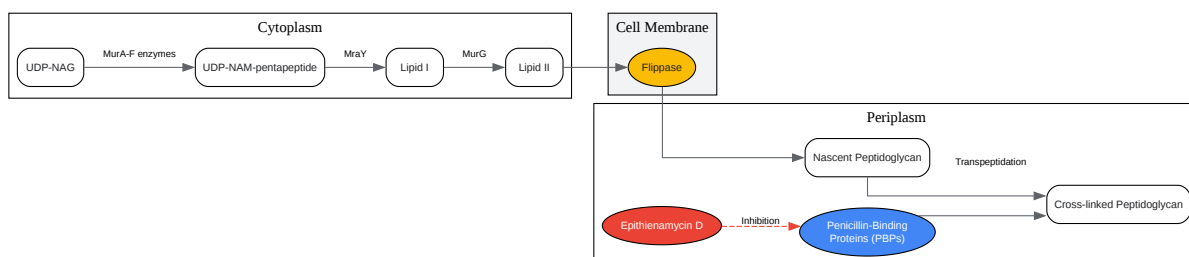 Cytoplasm
UDP-NAG
MurA-F enzymes
UDP-NAM-pentapeptide
MraY
Lipid I
MurG
Lipid II
Cell Membrane
Flippase
Periplasm
Nascent Peptidoglycan
Transpeptidation
Cross-linked Peptidoglycan
Epithienamycin D
Inhibition
Penicillin-Binding
Proteins (PBPs)